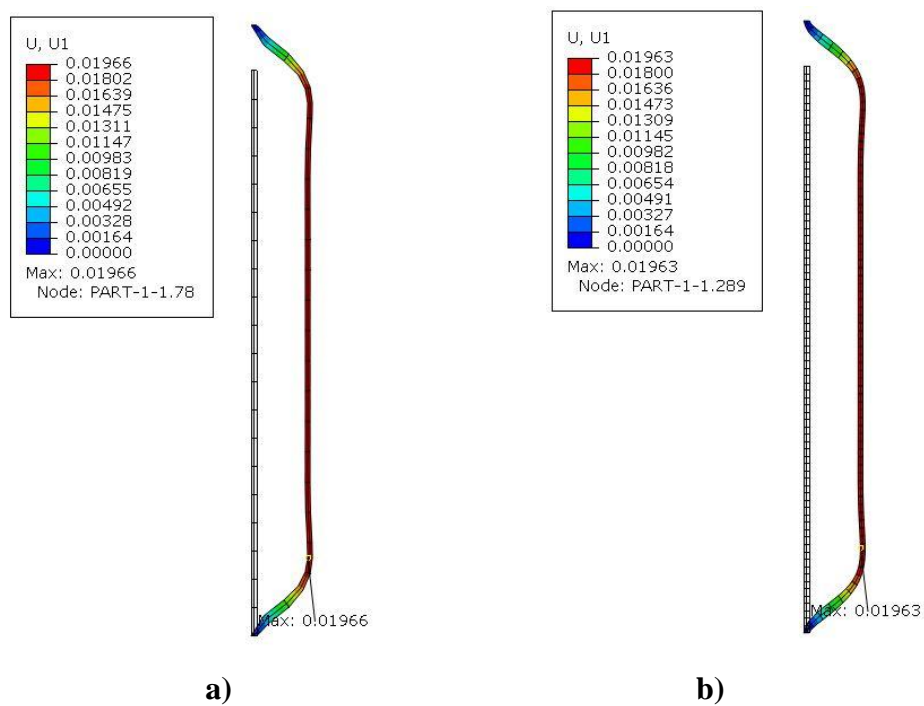 U, U1
0.01966
0.01802
0.01639
0.01475
0.01311
0.01147
0.00983
0.00819
0.00655
0.00492
0.00328
0.00164
0.00000
Max: 0.01966
Node: PART-1-1.78
Max: 0.01966
a)
U, U1
0.01963
0.01800
0.01636
0.01473
0.01309
0.01145
0.00982
0.00818
0.00654
0.00491
0.00327
0.00164
0.00000
Max: 0.01963
Node: PART-1-1.289
Max: 0.01963
b)